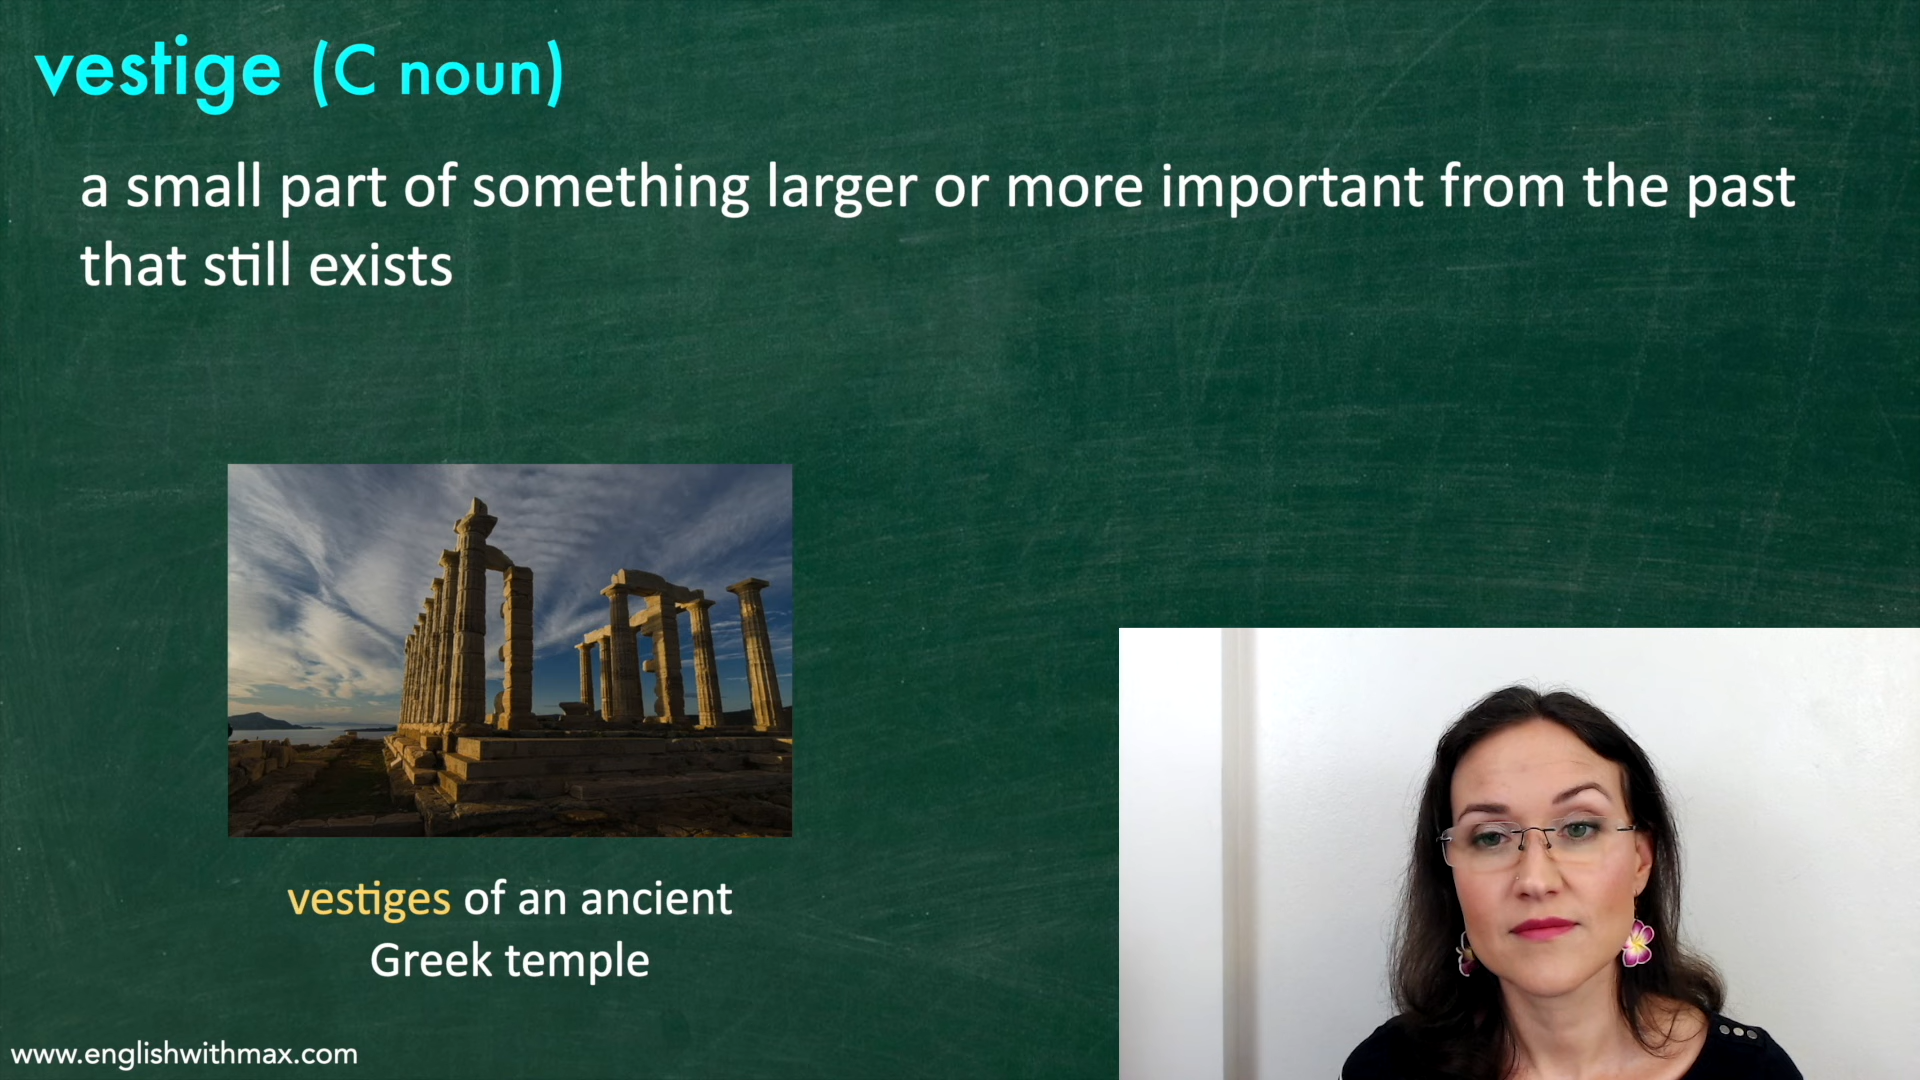 vestige (C noun)
a small part of something larger or more important from the past
that still exists
vestiges of an ancient
Greek temple
www.englishwithmax.com